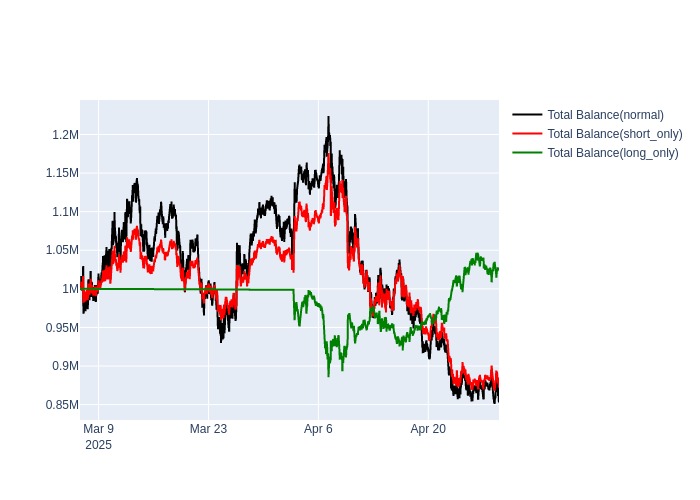 Total Balance(normal)
Total Balance(short_only)
Total Balance(long_only)
1.2M
1.15M
1.1M
1.05M
1M
0.95M
0.9M
0.85M
Mar 9
2025
Mar 23
Apr 6
Apr 20